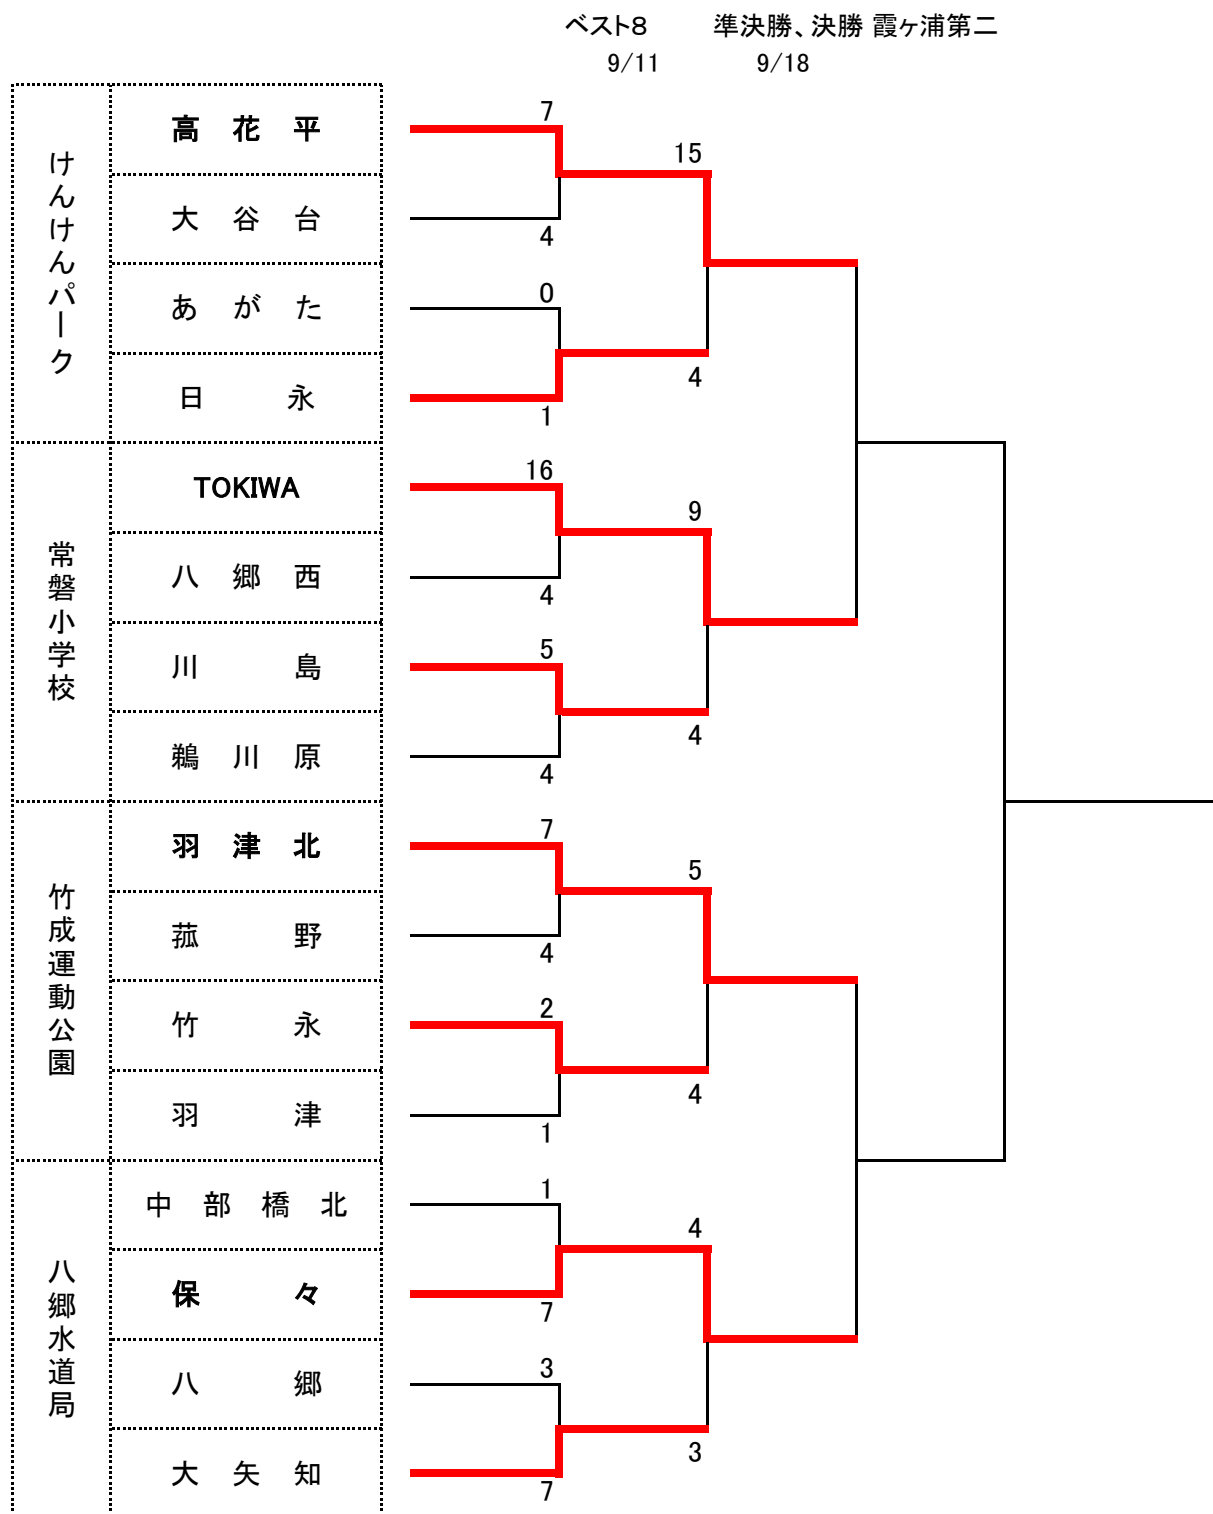 ベスト8 準決勝、決勝 霞ヶ浦第二
9/11 9/18
けんけんパーク
高花平
7
15
大谷台
4
あがた
0
4
日永
1
常磐小学校
TOKIWA
16
9
八郷西
4
川島
5
4
鵜川原
4
竹成運動公園
羽津北
7
5
菰野
4
竹永
2
4
羽津
1
八郷水道局
中部橋北
1
4
保々
7
八郷
3
3
大矢知
7